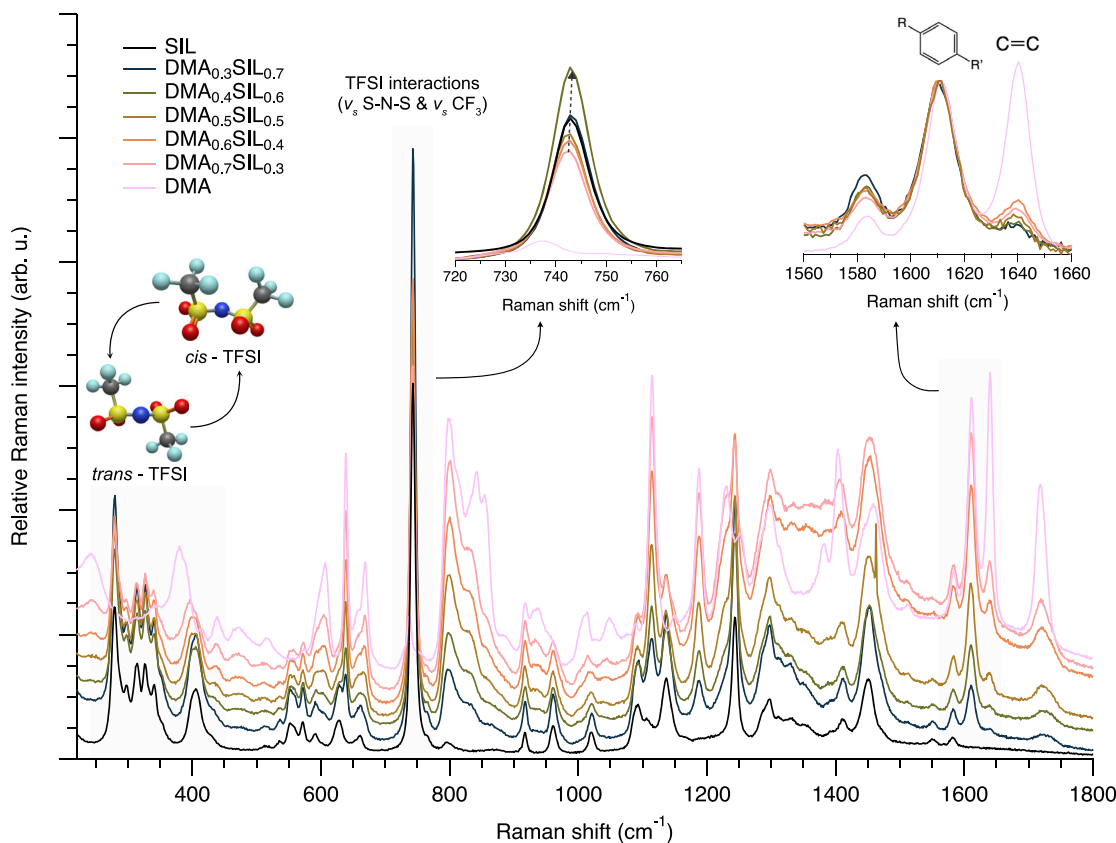 SIL
DMA0.3SIL0.7
DMA0.4SIL0.6
DMA0.5SIL0.5
DMA0.6SIL0.4
DMA0.7SIL0.3
DMA
TFSI interactions
(νs S-N-S & νs CF3)
720 730 740 750 760
Raman shift (cm-1)
R
R'
C=C
1560 1580 1600 1620 1640 1660
Raman shift (cm-1)
cis - TFSI
trans - TFSI
Relative Raman intensity (arb. u.)
400 600 800 1000 1200 1400 1600 1800
Raman shift (cm-1)